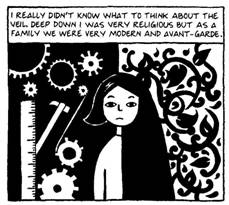 I REALLY DIDN'T KNOW WHAT TO THINK ABOUT THE
VEIL. DEEP DOWN I WAS VERY RELIGIOUS BUT AS A
FAMILY WE WERE VERY MODERN AND AVANT-GARDE.